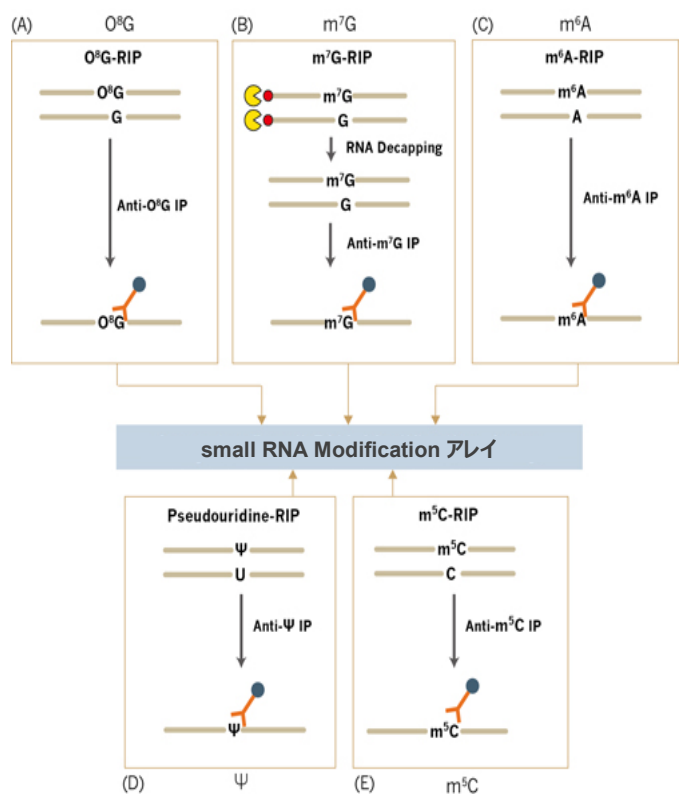 (A) O⁸G
O⁸G-RIP
O⁸G
G
Anti-O⁸G IP
O⁸G
(B) m⁷G
m⁷G-RIP
m⁷G
G
RNA Decapping
m⁷G
G
Anti-m⁷G IP
m⁷G
(C) m⁶A
m⁶A-RIP
m⁶A
A
Anti-m⁶A IP
m⁶A
small RNA Modification アレイ
Pseudouridine-RIP
Ψ
U
Anti-Ψ IP
Ψ
(D) Ψ
m⁵C-RIP
m⁵C
C
Anti-m⁵C IP
m⁵C
(E) m⁵C